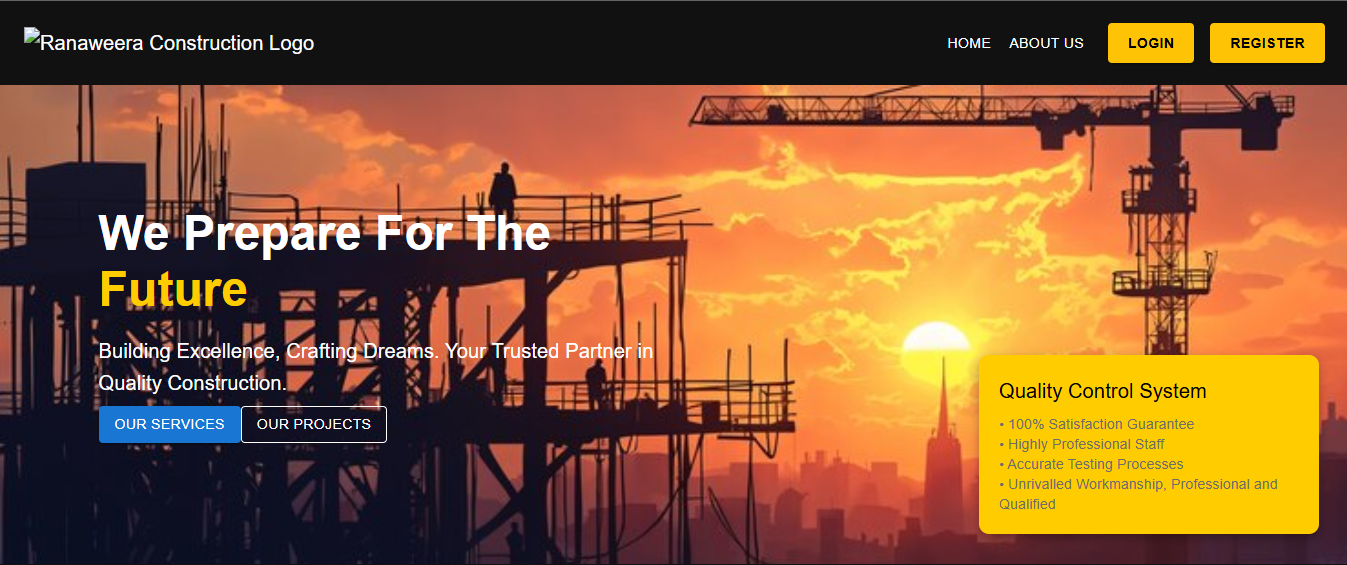 Ranaweera Construction Logo
HOME ABOUT US LOGIN REGISTER
We Prepare For The
Future
Building Excellence, Crafting Dreams. Your Trusted Partner in
Quality Construction.
OUR SERVICES OUR PROJECTS
Quality Control System
• 100% Satisfaction Guarantee
• Highly Professional Staff
• Accurate Testing Processes
• Unrivalled Workmanship, Professional and
Qualified